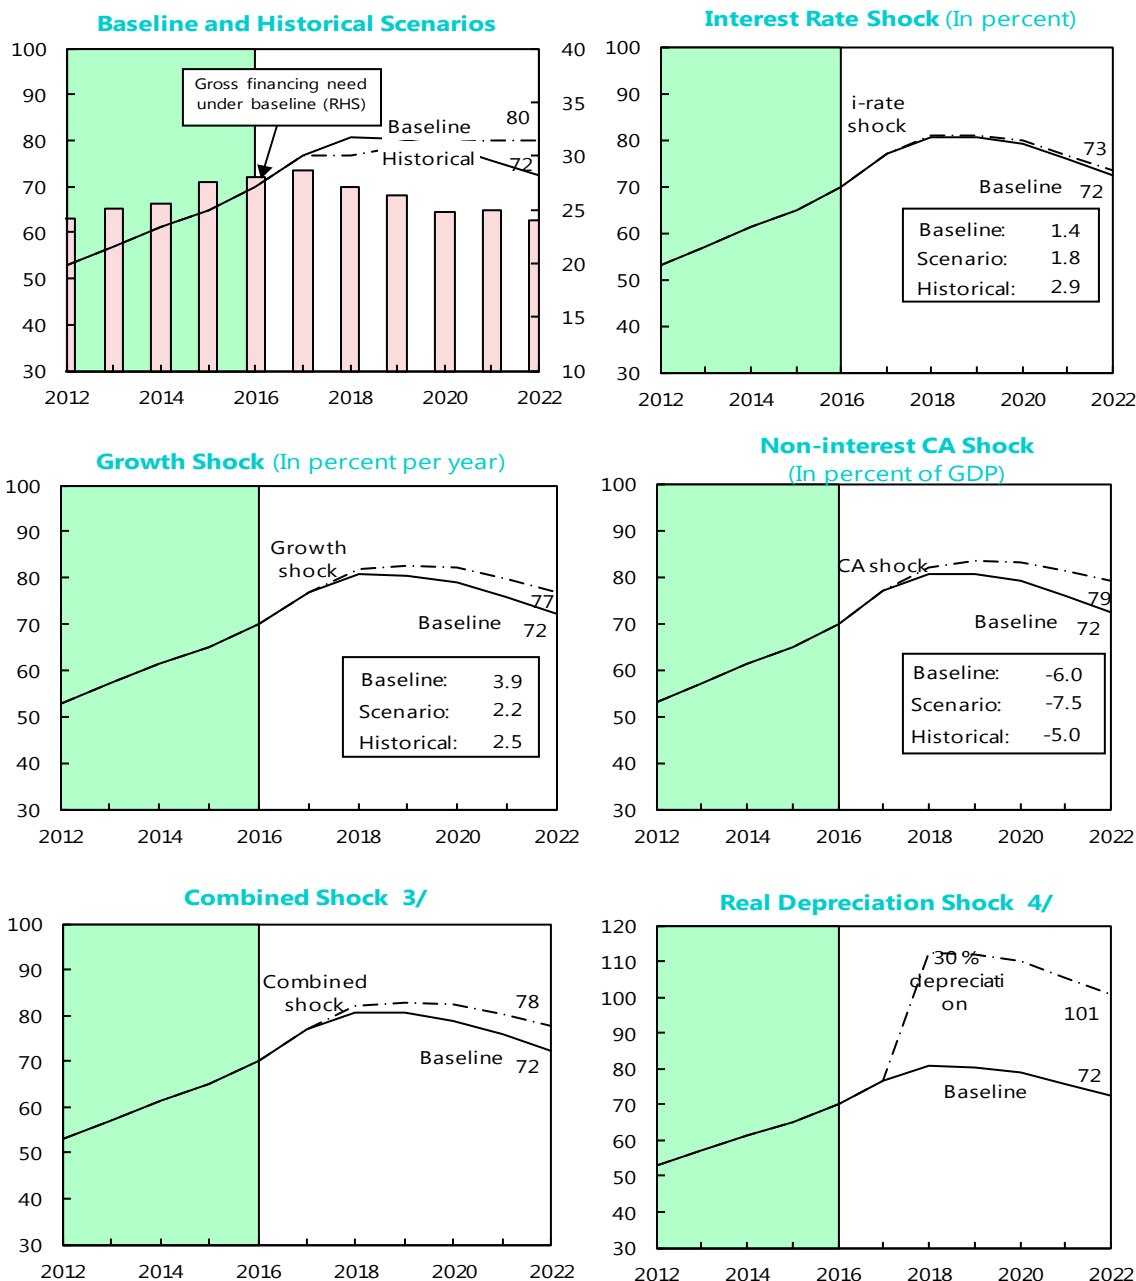 Baseline and Historical Scenarios
100
90
80
70
60
50
40
30
40
35
30
25
20
15
10
Gross financing need
under baseline (RHS)
Baseline
Historical
80
72
2012 2014 2016 2018 2020 2022
Interest Rate Shock (In percent)
100
90
80
70
60
50
40
30
i-rate
shock
73
Baseline 72
Baseline: 1.4
Scenario: 1.8
Historical: 2.9
2012 2014 2016 2018 2020 2022
Growth Shock (In percent per year)
100
90
80
70
60
50
40
30
Growth
shock
77
Baseline 72
Baseline: 3.9
Scenario: 2.2
Historical: 2.5
2012 2014 2016 2018 2020 2022
Non-interest CA Shock
(In percent of GDP)
100
90
80
70
60
50
40
30
CA shock
79
Baseline 72
Baseline: -6.0
Scenario: -7.5
Historical: -5.0
2012 2014 2016 2018 2020 2022
Combined Shock 3/
100
90
80
70
60
50
40
30
Combined
shock
78
Baseline 72
2012 2014 2016 2018 2020 2022
Real Depreciation Shock 4/
120
110
100
90
80
70
60
50
40
30
30 %
depreciati
on
101
72
Baseline
2012 2014 2016 2018 2020 2022